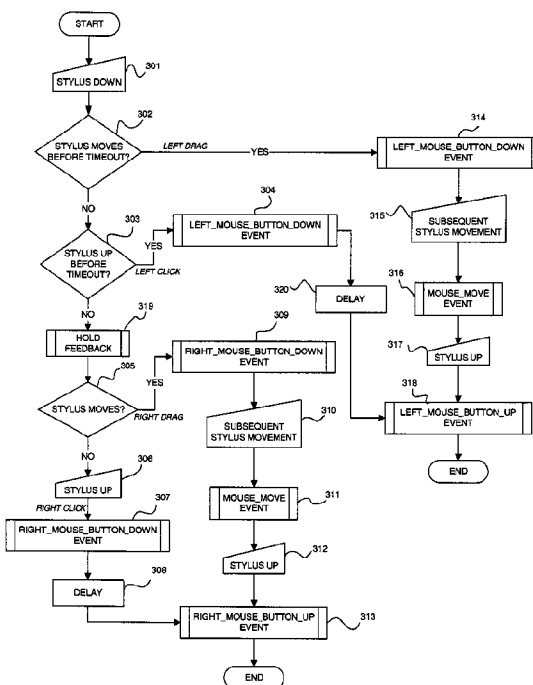 START
301
STYLUS DOWN
302
STYLUS MOVES
BEFORE TIMEOUT?
LEFT DRAG
YES
314
LEFT_MOUSE_BUTTON_DOWN
EVENT
NO
303
STYLUS UP
BEFORE
TIMEOUT?
YES
LEFT CLICK
304
LEFT_MOUSE_BUTTON_DOWN
EVENT
315
SUBSEQUENT
STYLUS MOVEMENT
NO
319
HOLD
FEEDBACK
320
DELAY
316
MOUSE_MOVE
EVENT
309
RIGHT_MOUSE_BUTTON_DOWN
EVENT
317
STYLUS UP
305
STYLUS MOVES?
YES
RIGHT DRAG
318
LEFT_MOUSE_BUTTON_UP
EVENT
310
SUBSEQUENT
STYLUS MOVEMENT
END
NO
306
STYLUS UP
RIGHT CLICK
307
RIGHT_MOUSE_BUTTON_DOWN
EVENT
MOUSE_MOVE
EVENT
311
312
STYLUS UP
DELAY
308
RIGHT_MOUSE_BUTTON_UP
EVENT
313
END